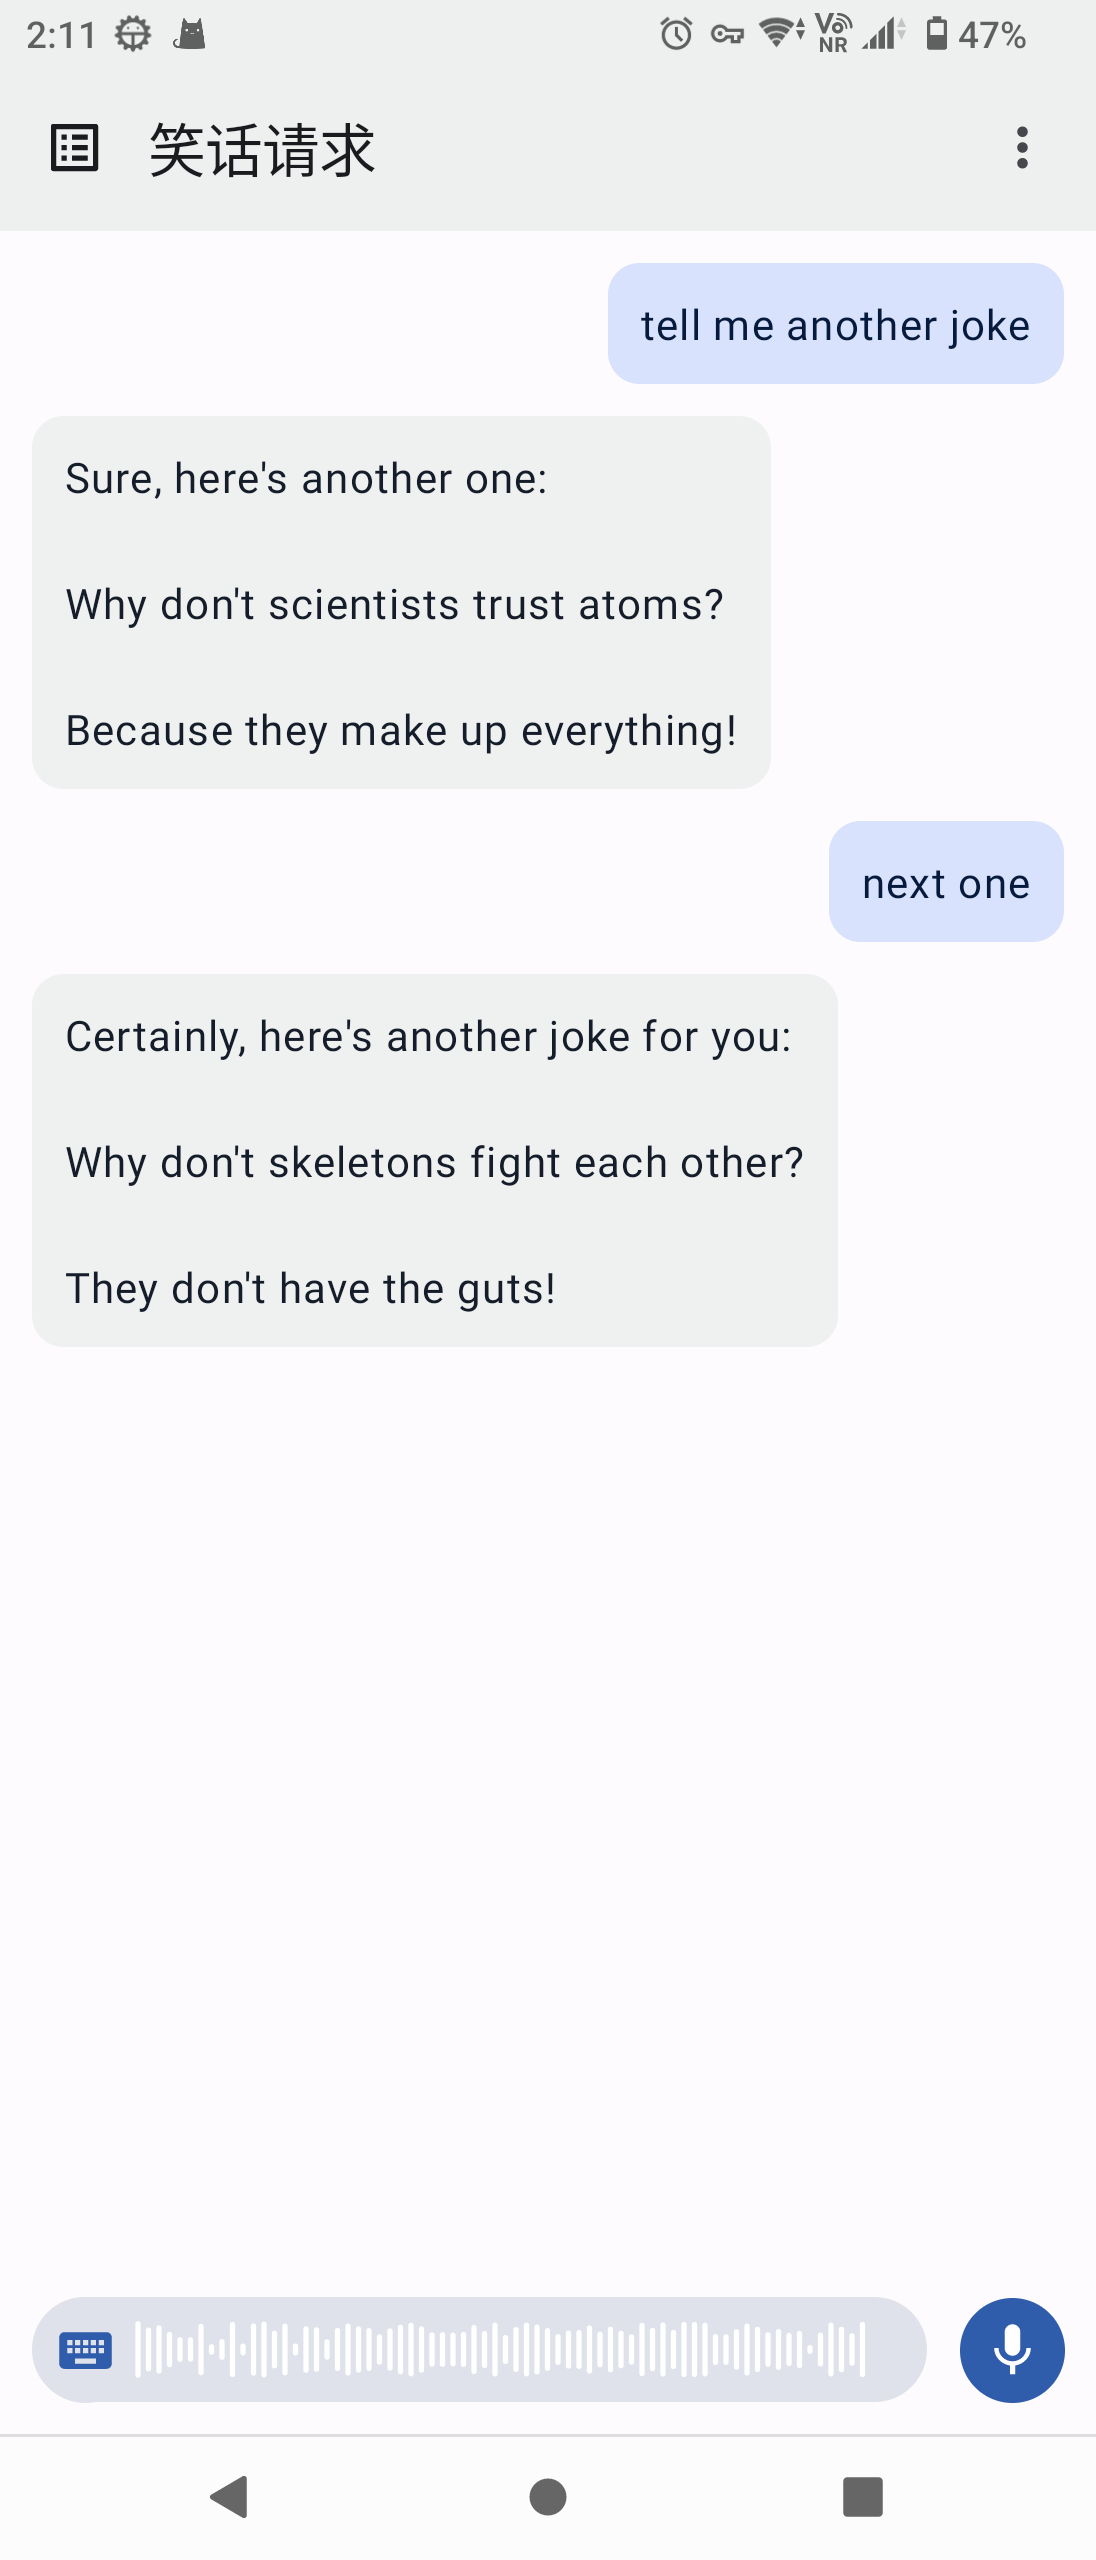 2:11
Vo NR
47%
笑话请求
tell me another joke
Sure, here's another one:
Why don't scientists trust atoms?
Because they make up everything!
next one
Certainly, here's another joke for you:
Why don't skeletons fight each other?
They don't have the guts!